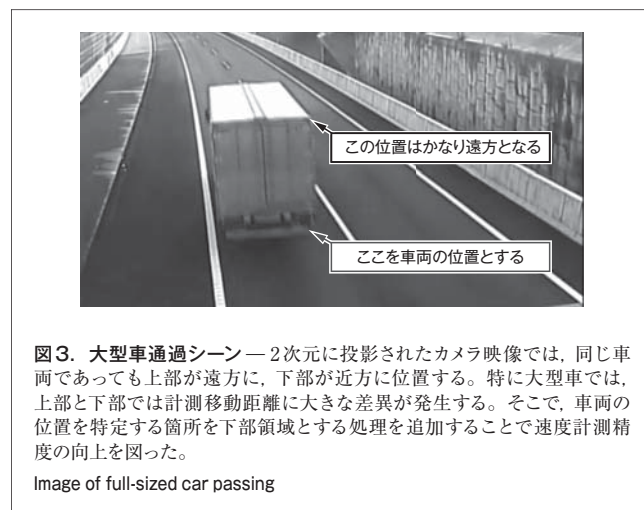 この位置はかなり遠方となる
ここを車両の位置とする
図3. 大型車通過シーン — 2次元に投影されたカメラ映像では, 同じ車
両であっても上部が遠方に, 下部が近方に位置する。特に大型車では,
上部と下部では計測移動距離に大きな差異が発生する。そこで, 車両の
位置を特定する箇所を下部領域とする処理を追加することで速度計測精
度の向上を図った。
Image of full-sized car passing